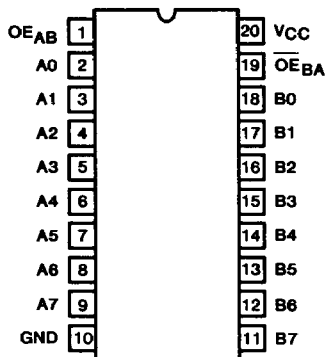 OE_AB 1 20 VCC
A0 2 19 O̅E̅_BA
A1 3 18 B0
A2 4 17 B1
A3 5 16 B2
A4 6 15 B3
A5 7 14 B4
A6 8 13 B5
A7 9 12 B6
GND 10 11 B7